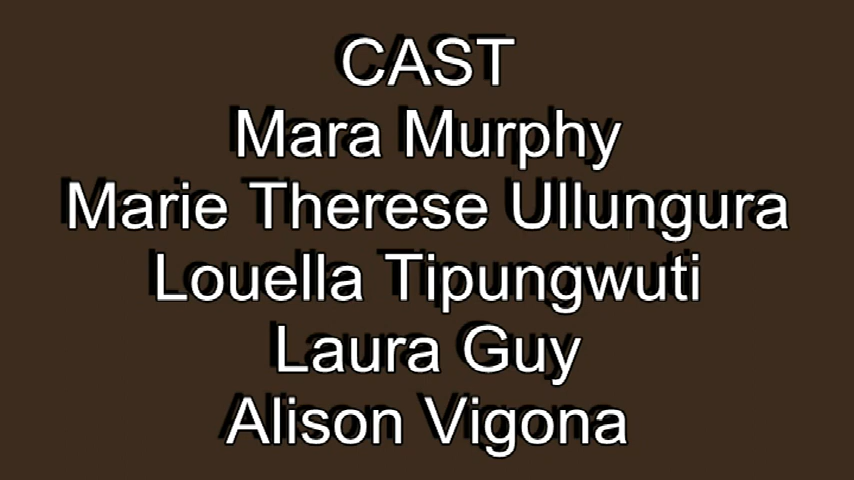 CAST
Mara Murphy
Marie Therese Ullungura
Louella Tipungwuti
Laura Guy
Alison Vigona